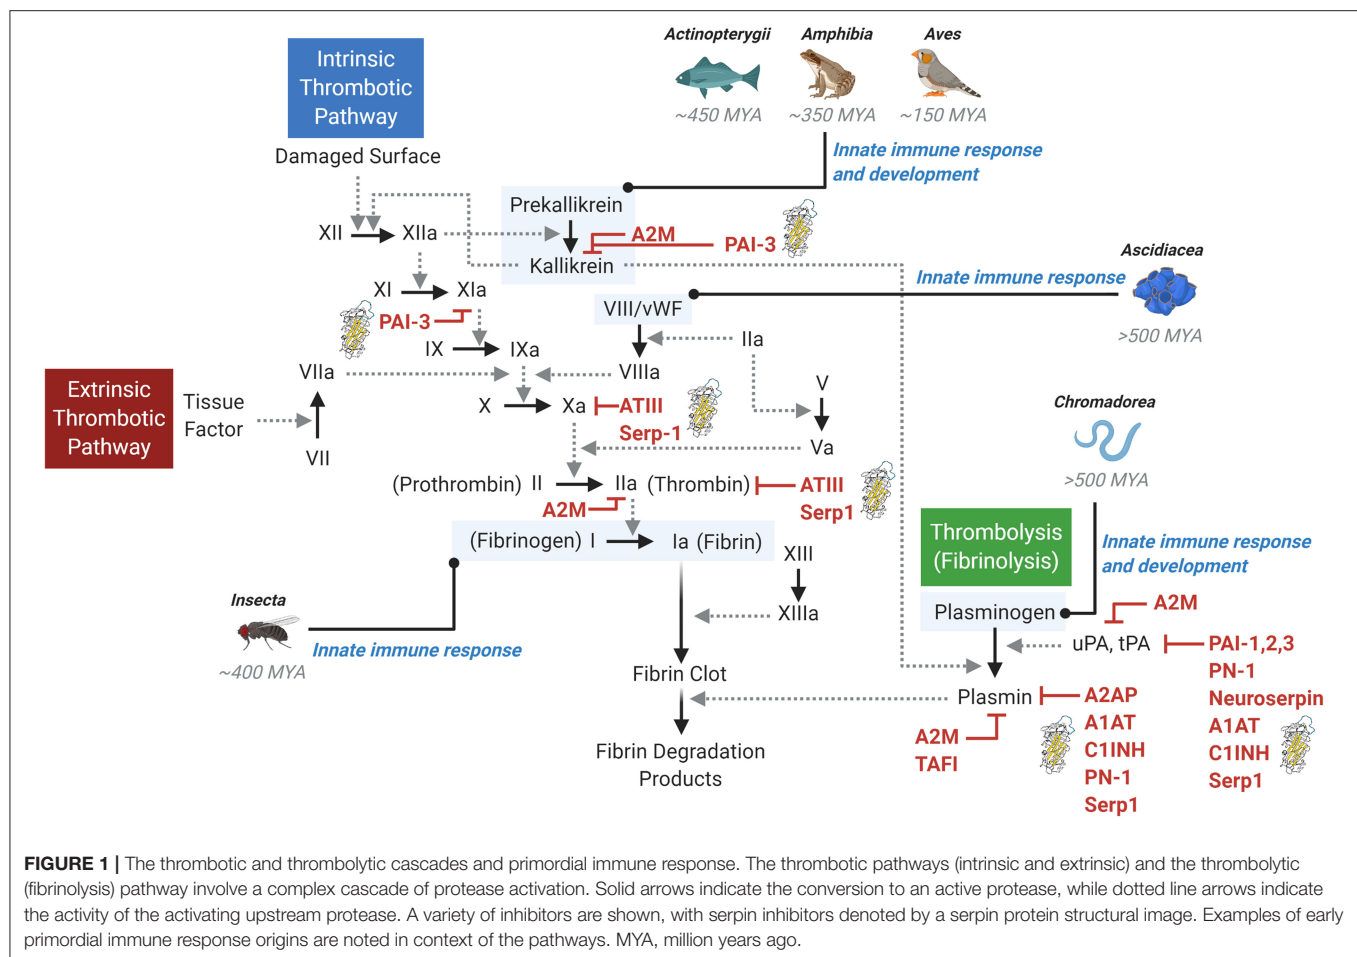 Intrinsic
Thrombotic
Pathway
Damaged Surface
Actinopterygii
~450 MYA
Amphibia
~350 MYA
Aves
~150 MYA
Innate immune response
and development
Prekallikrein
XII
XIIa
A2M
PAI-3
Kallikrein
Ascidiacea
Innate immune response
>500 MYA
XI
XIa
PAI-3
VIII/vWF
IX
IXa
IIa
VIIa
VIIIa
Extrinsic
Thrombotic
Pathway
Tissue
Factor
VII
X
Xa
ATIII
Serp-1
V
Va
Chromadorea
>500 MYA
(Prothrombin) II
IIa (Thrombin)
ATIII
Serp1
A2M
(Fibrinogen) I
Ia (Fibrin)
XIII
XIIIa
Thrombolysis
(Fibrinolysis)
Innate immune response
and development
Insecta
~400 MYA
Innate immune response
Plasminogen
A2M
uPA, tPA
PAI-1,2,3
PN-1
Neuroserpin
A1AT
C1INH
Serp1
Fibrin Clot
Plasmin
A2AP
A1AT
C1INH
PN-1
Serp1
A2M
TAFI
Fibrin Degradation
Products
FIGURE 1 | The thrombotic and thrombolytic cascades and primordial immune response. The thrombotic pathways (intrinsic and extrinsic) and the thrombolytic
(fibrinolysis) pathway involve a complex cascade of protease activation. Solid arrows indicate the conversion to an active protease, while dotted line arrows indicate
the activity of the activating upstream protease. A variety of inhibitors are shown, with serpin inhibitors denoted by a serpin protein structural image. Examples of early
primordial immune response origins are noted in context of the pathways. MYA, million years ago.